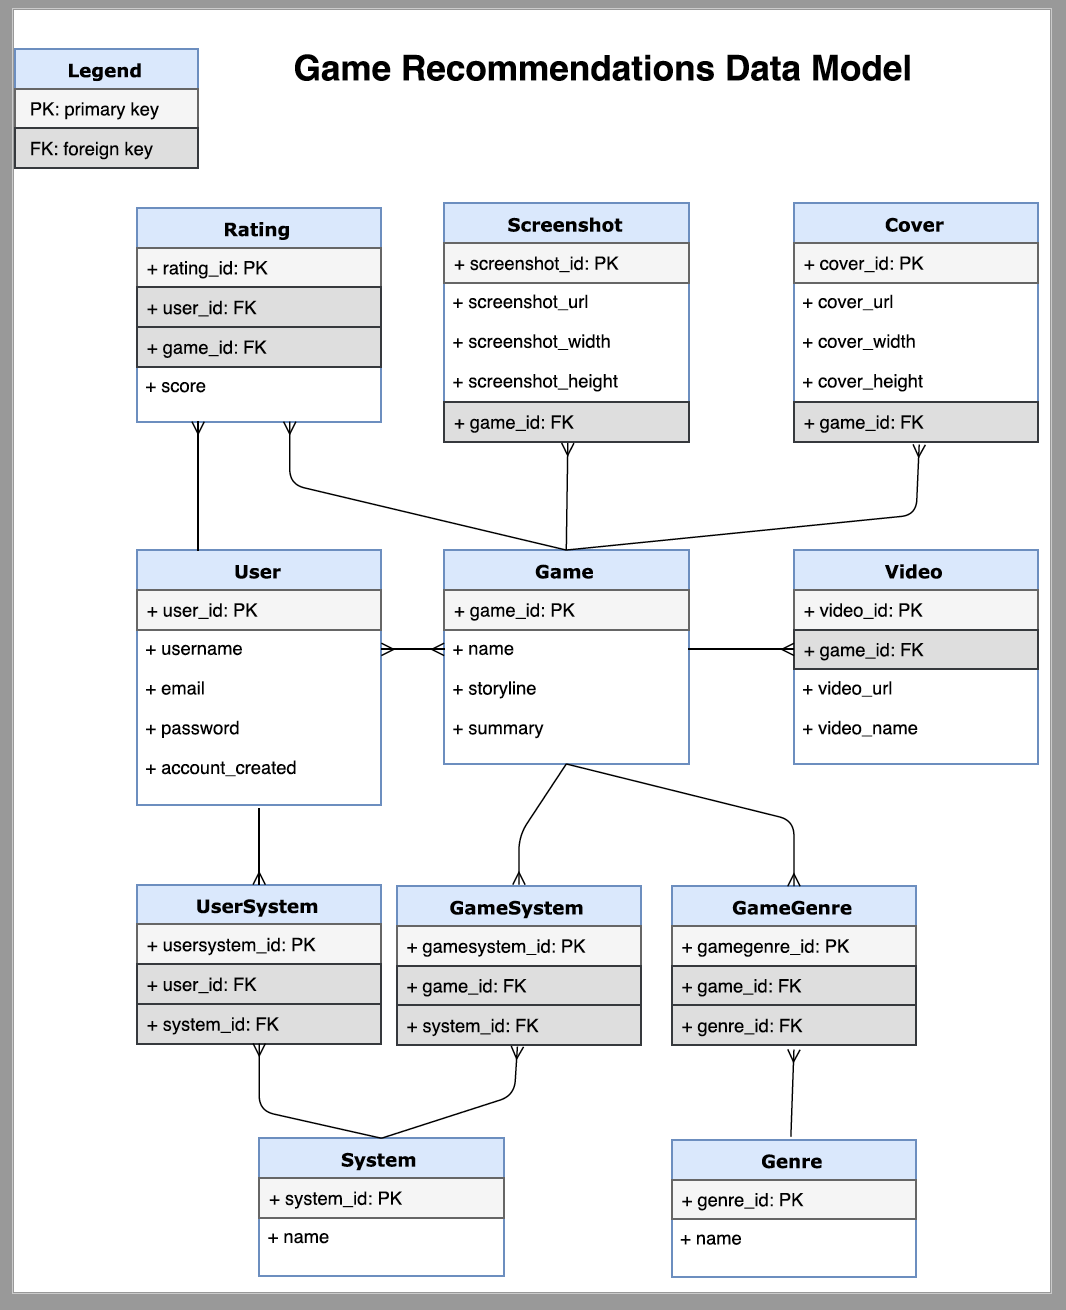 Game Recommendations Data Model
Legend
PK: primary key
FK: foreign key
Rating
+ rating_id: PK
+ user_id: FK
+ game_id: FK
+ score
Screenshot
+ screenshot_id: PK
+ screenshot_url
+ screenshot_width
+ screenshot_height
+ game_id: FK
Cover
+ cover_id: PK
+ cover_url
+ cover_width
+ cover_height
+ game_id: FK
User
+ user_id: PK
+ username
+ email
+ password
+ account_created
Game
+ game_id: PK
+ name
+ storyline
+ summary
Video
+ video_id: PK
+ game_id: FK
+ video_url
+ video_name
UserSystem
+ usersystem_id: PK
+ user_id: FK
+ system_id: FK
GameSystem
+ gamesystem_id: PK
+ game_id: FK
+ system_id: FK
GameGenre
+ gamegenre_id: PK
+ game_id: FK
+ genre_id: FK
System
+ system_id: PK
+ name
Genre
+ genre_id: PK
+ name